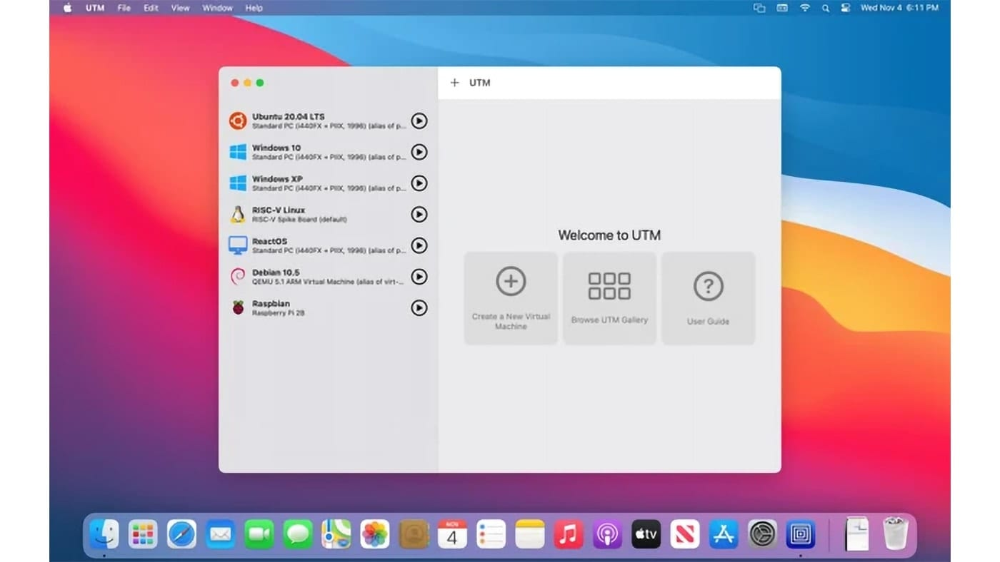 UTM File Edit View Window Help Wed Nov 4 6:11 PM
+ UTM
Ubuntu 20.04 LTS
Standard PC (i440FX + PIIX, 1996) (alias of p...
Windows 10
Standard PC (i440FX + PIIX, 1996) (alias of p...
Windows XP
Standard PC (i440FX + PIIX, 1996) (alias of p...
RISC-V Linux
RISC-V Spike Board (default)
ReactOS
Standard PC (i440FX + PIIX, 1996) (alias of p...
Debian 10.5
QEMU 5.1 ARM Virtual Machine (alias of virt-...
Raspbian
Raspberry Pi 2B
Welcome to UTM
Create a New Virtual
Machine
Browse UTM Gallery
User Guide
NOV
4
tv